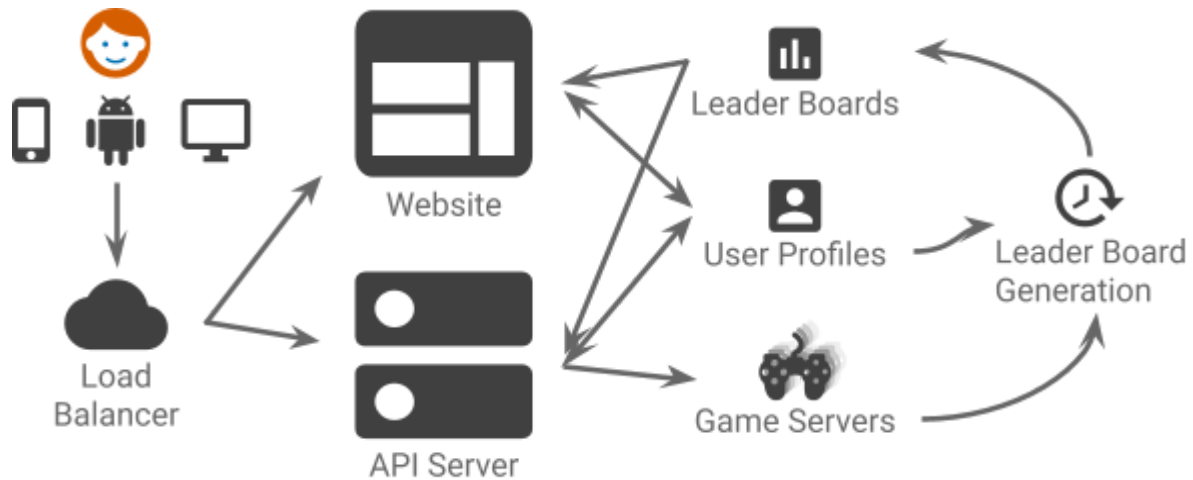 Website
Leader Boards
User Profiles
Leader Board
Generation
Load
Balancer
API Server
Game Servers